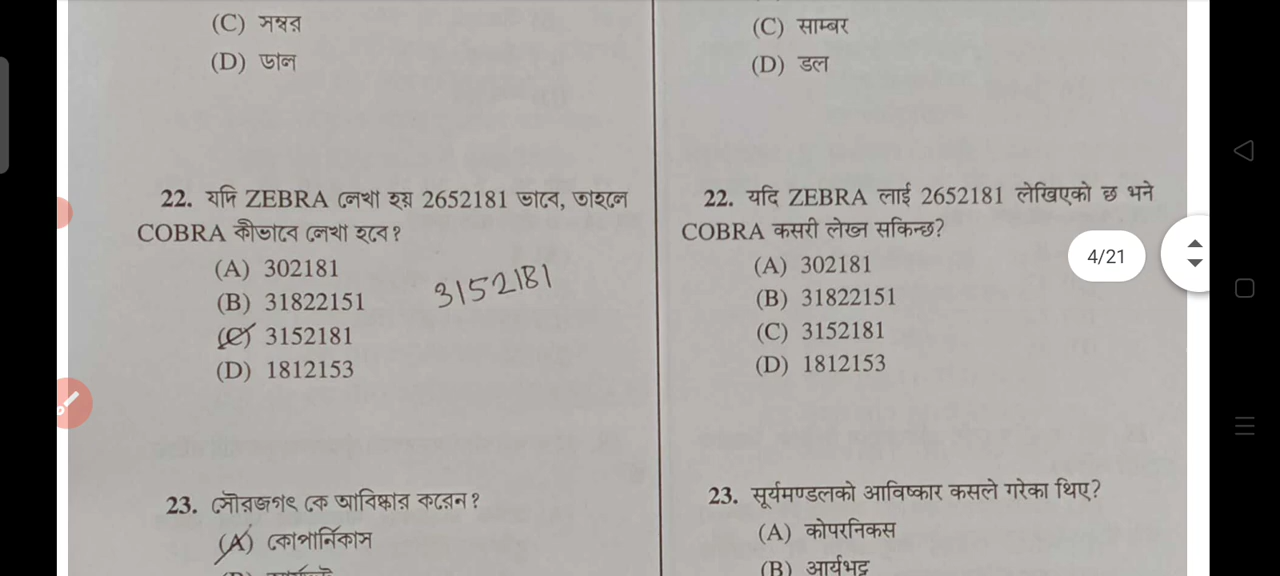 (C) সম্বর
(D) ডাল
22. যদি ZEBRA লেখা হয় 2652181 ভাবে, তাহলে
COBRA কীভাবে লেখা হবে?
(A) 302181
(B) 31822151
(C) 3152181
(D) 1812153
3152181
23. সৌরজগৎ কে আবিষ্কার করেন?
(A) কোপার্নিকাস
(C) साम्बर
(D) डल
22. यदि ZEBRA लाई 2652181 लेखिएको छ भने
COBRA कसरी लेख्न सकिन्छ?
(A) 302181
(B) 31822151
(C) 3152181
(D) 1812153
23. सूर्यमण्डलको आविष्कार कसले गरेका थिए?
(A) कोपरनिकस
(B) आर्यभट्ट
4/21